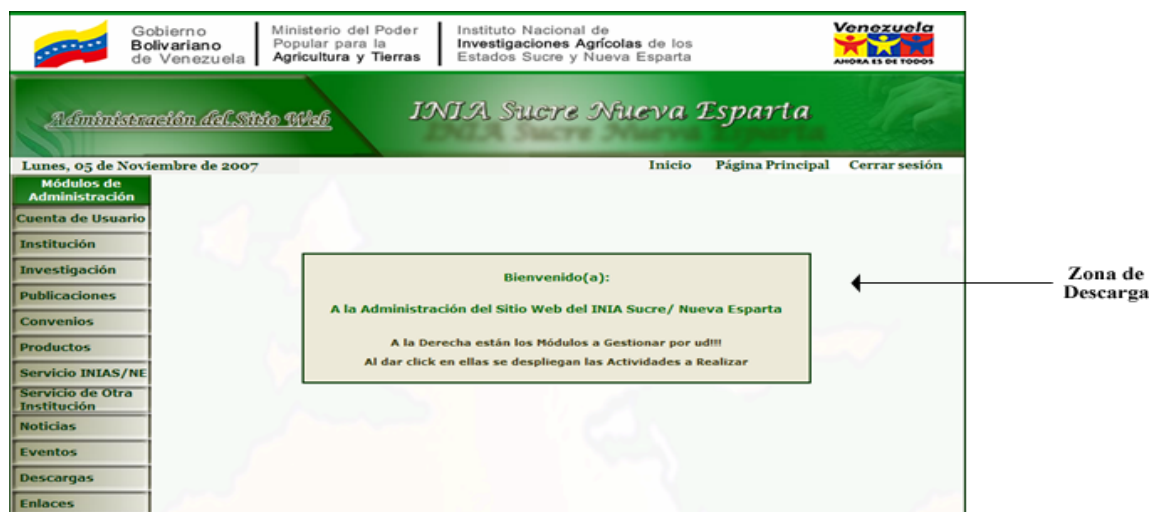 Gobierno
Bolivariano
de Venezuela
Ministerio del Poder
Popular para la
Agricultura y Tierras
Instituto Nacional de
Investigaciones Agrícolas de los
Estados Sucre y Nueva Esparta
Venezuela
AHORA ES DE TODOS
Administración del Sitio Web
INIA Sucre Nueva Esparta
Lunes, 05 de Noviembre de 2007
Inicio Página Principal Cerrar sesión
Módulos de
Administración
Cuenta de Usuario
Institución
Investigación
Publicaciones
Convenios
Productos
Servicio INIAS/NE
Servicio de Otra
Institución
Noticias
Eventos
Descargas
Enlaces
Bienvenido(a):
A la Administración del Sitio Web del INIA Sucre/ Nueva Esparta
A la Derecha están los Módulos a Gestionar por ud!!!
Al dar click en ellas se despliegan las Actividades a Realizar
Zona de
Descarga